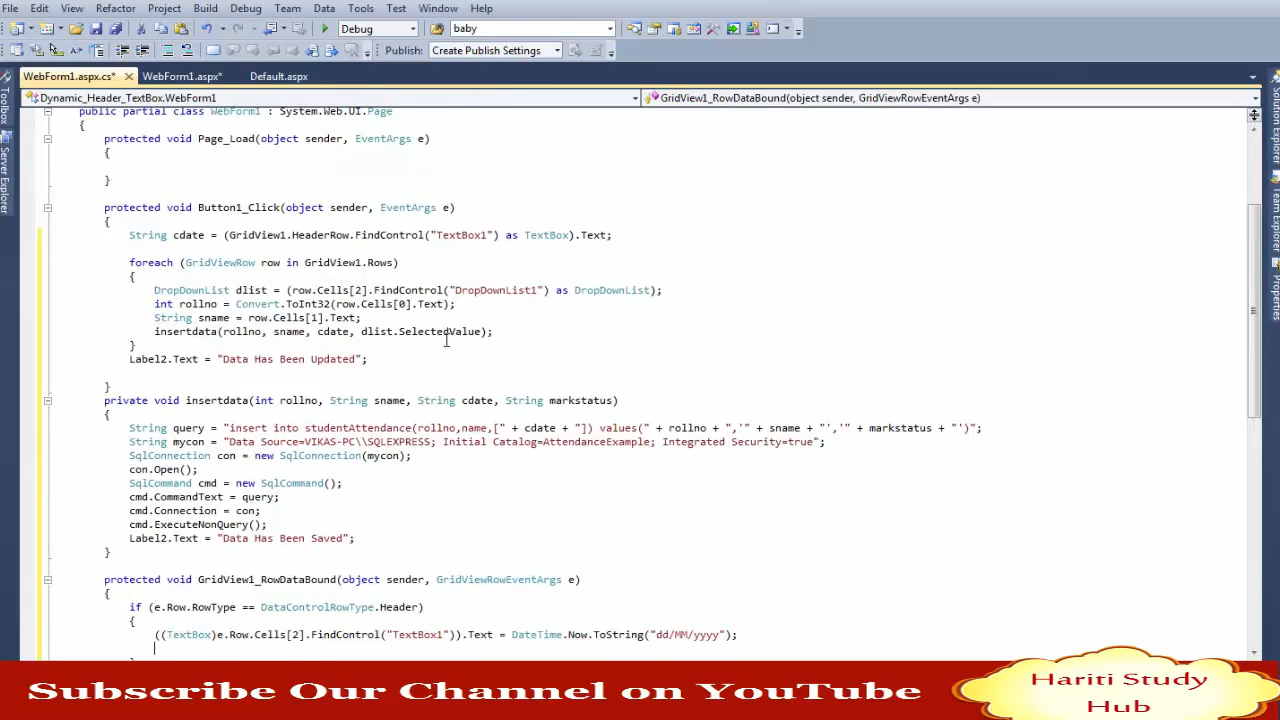 File Edit View Refactor Project Build Debug Team Data Tools Test Window Help
Debug baby
Publish: Create Publish Settings
WebForm1.aspx.cs* WebForm1.aspx* Default.aspx
Dynamic_Header_TextBox.WebForm1 GridView1_RowDataBound(object sender, GridViewRowEventArgs e)
Toolbox
Server Explorer
Solution Explorer
Team Explorer
Properties
public partial class WebForm1 : System.Web.UI.Page
{
protected void Page_Load(object sender, EventArgs e)
{
}
protected void Button1_Click(object sender, EventArgs e)
{
String cdate = (GridView1.HeaderRow.FindControl("TextBox1") as TextBox).Text;
foreach (GridViewRow row in GridView1.Rows)
{
DropDownList dlist = (row.Cells[2].FindControl("DropDownList1") as DropDownList);
int rollno = Convert.ToInt32(row.Cells[0].Text);
String sname = row.Cells[1].Text;
insertdata(rollno, sname, cdate, dlist.SelectedValue);
}
Label2.Text = "Data Has Been Updated";
}
private void insertdata(int rollno, String sname, String cdate, String markstatus)
{
String query = "insert into studentAttendance(rollno,name,[" + cdate + "]) values(" + rollno + ",'" + sname + "','" + markstatus + "')";
String mycon = "Data Source=VIKAS-PC\\SQLEXPRESS; Initial Catalog=AttendanceExample; Integrated Security=true";
SqlConnection con = new SqlConnection(mycon);
con.Open();
SqlCommand cmd = new SqlCommand();
cmd.CommandText = query;
cmd.Connection = con;
cmd.ExecuteNonQuery();
Label2.Text = "Data Has Been Saved";
}
protected void GridView1_RowDataBound(object sender, GridViewRowEventArgs e)
{
if (e.Row.RowType == DataControlRowType.Header)
{
((TextBox)e.Row.Cells[2].FindControl("TextBox1")).Text = DateTime.Now.ToString("dd/MM/yyyy");
Subscribe Our Channel on YouTube
Hariti Study
Hub